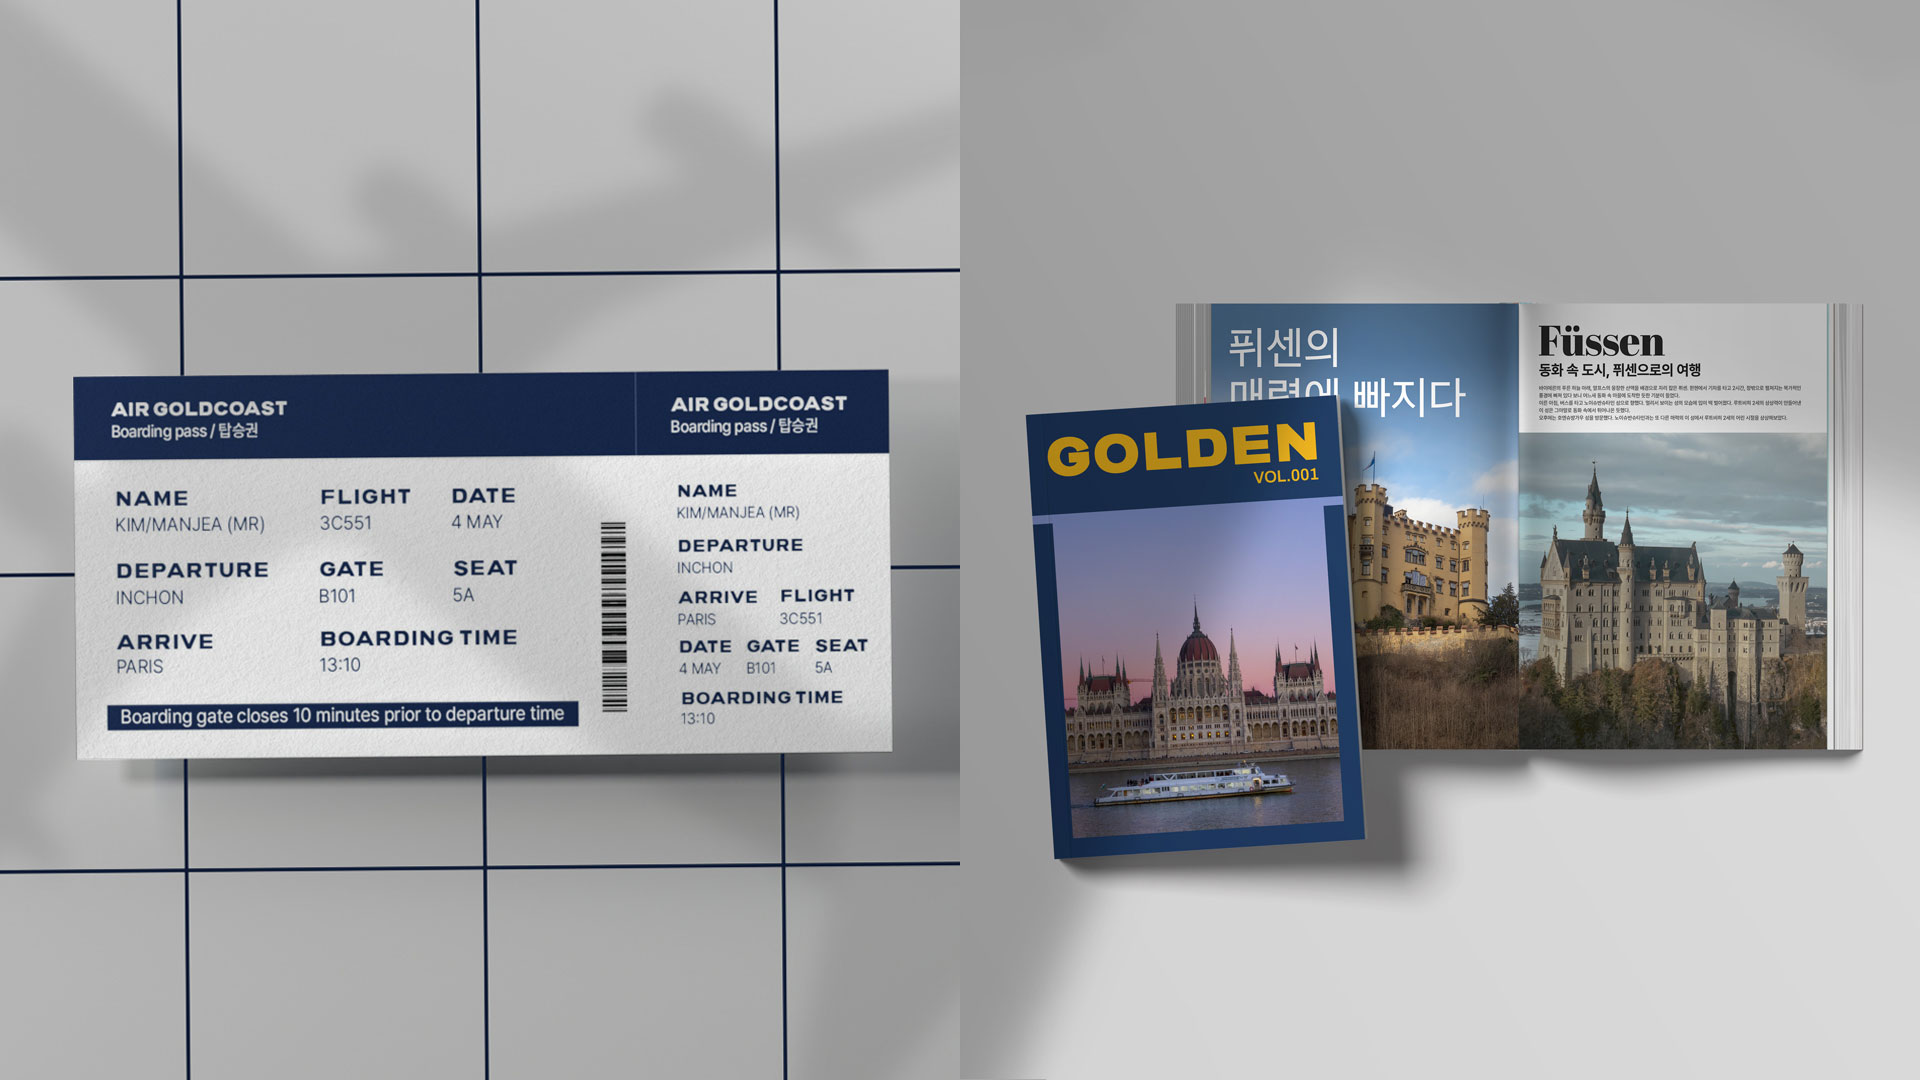 AIR GOLDCOAST
Boarding pass / 탑승권
NAME
KIM/MANJEA (MR)
FLIGHT
3C551
DATE
4 MAY
DEPARTURE
INCHON
GATE
B101
SEAT
5A
ARRIVE
PARIS
BOARDING TIME
13:10
Boarding gate closes 10 minutes prior to departure time
AIR GOLDCOAST
Boarding pass / 탑승권
NAME
KIM/MANJEA (MR)
DEPARTURE
INCHON
ARRIVE FLIGHT
PARIS 3C551
DATE GATE SEAT
4 MAY B101 5A
BOARDING TIME
13:10
GOLDEN
VOL.001
퓌센의
매력에 빠지다
Füssen
동화 속 도시, 퓌센으로의 여행